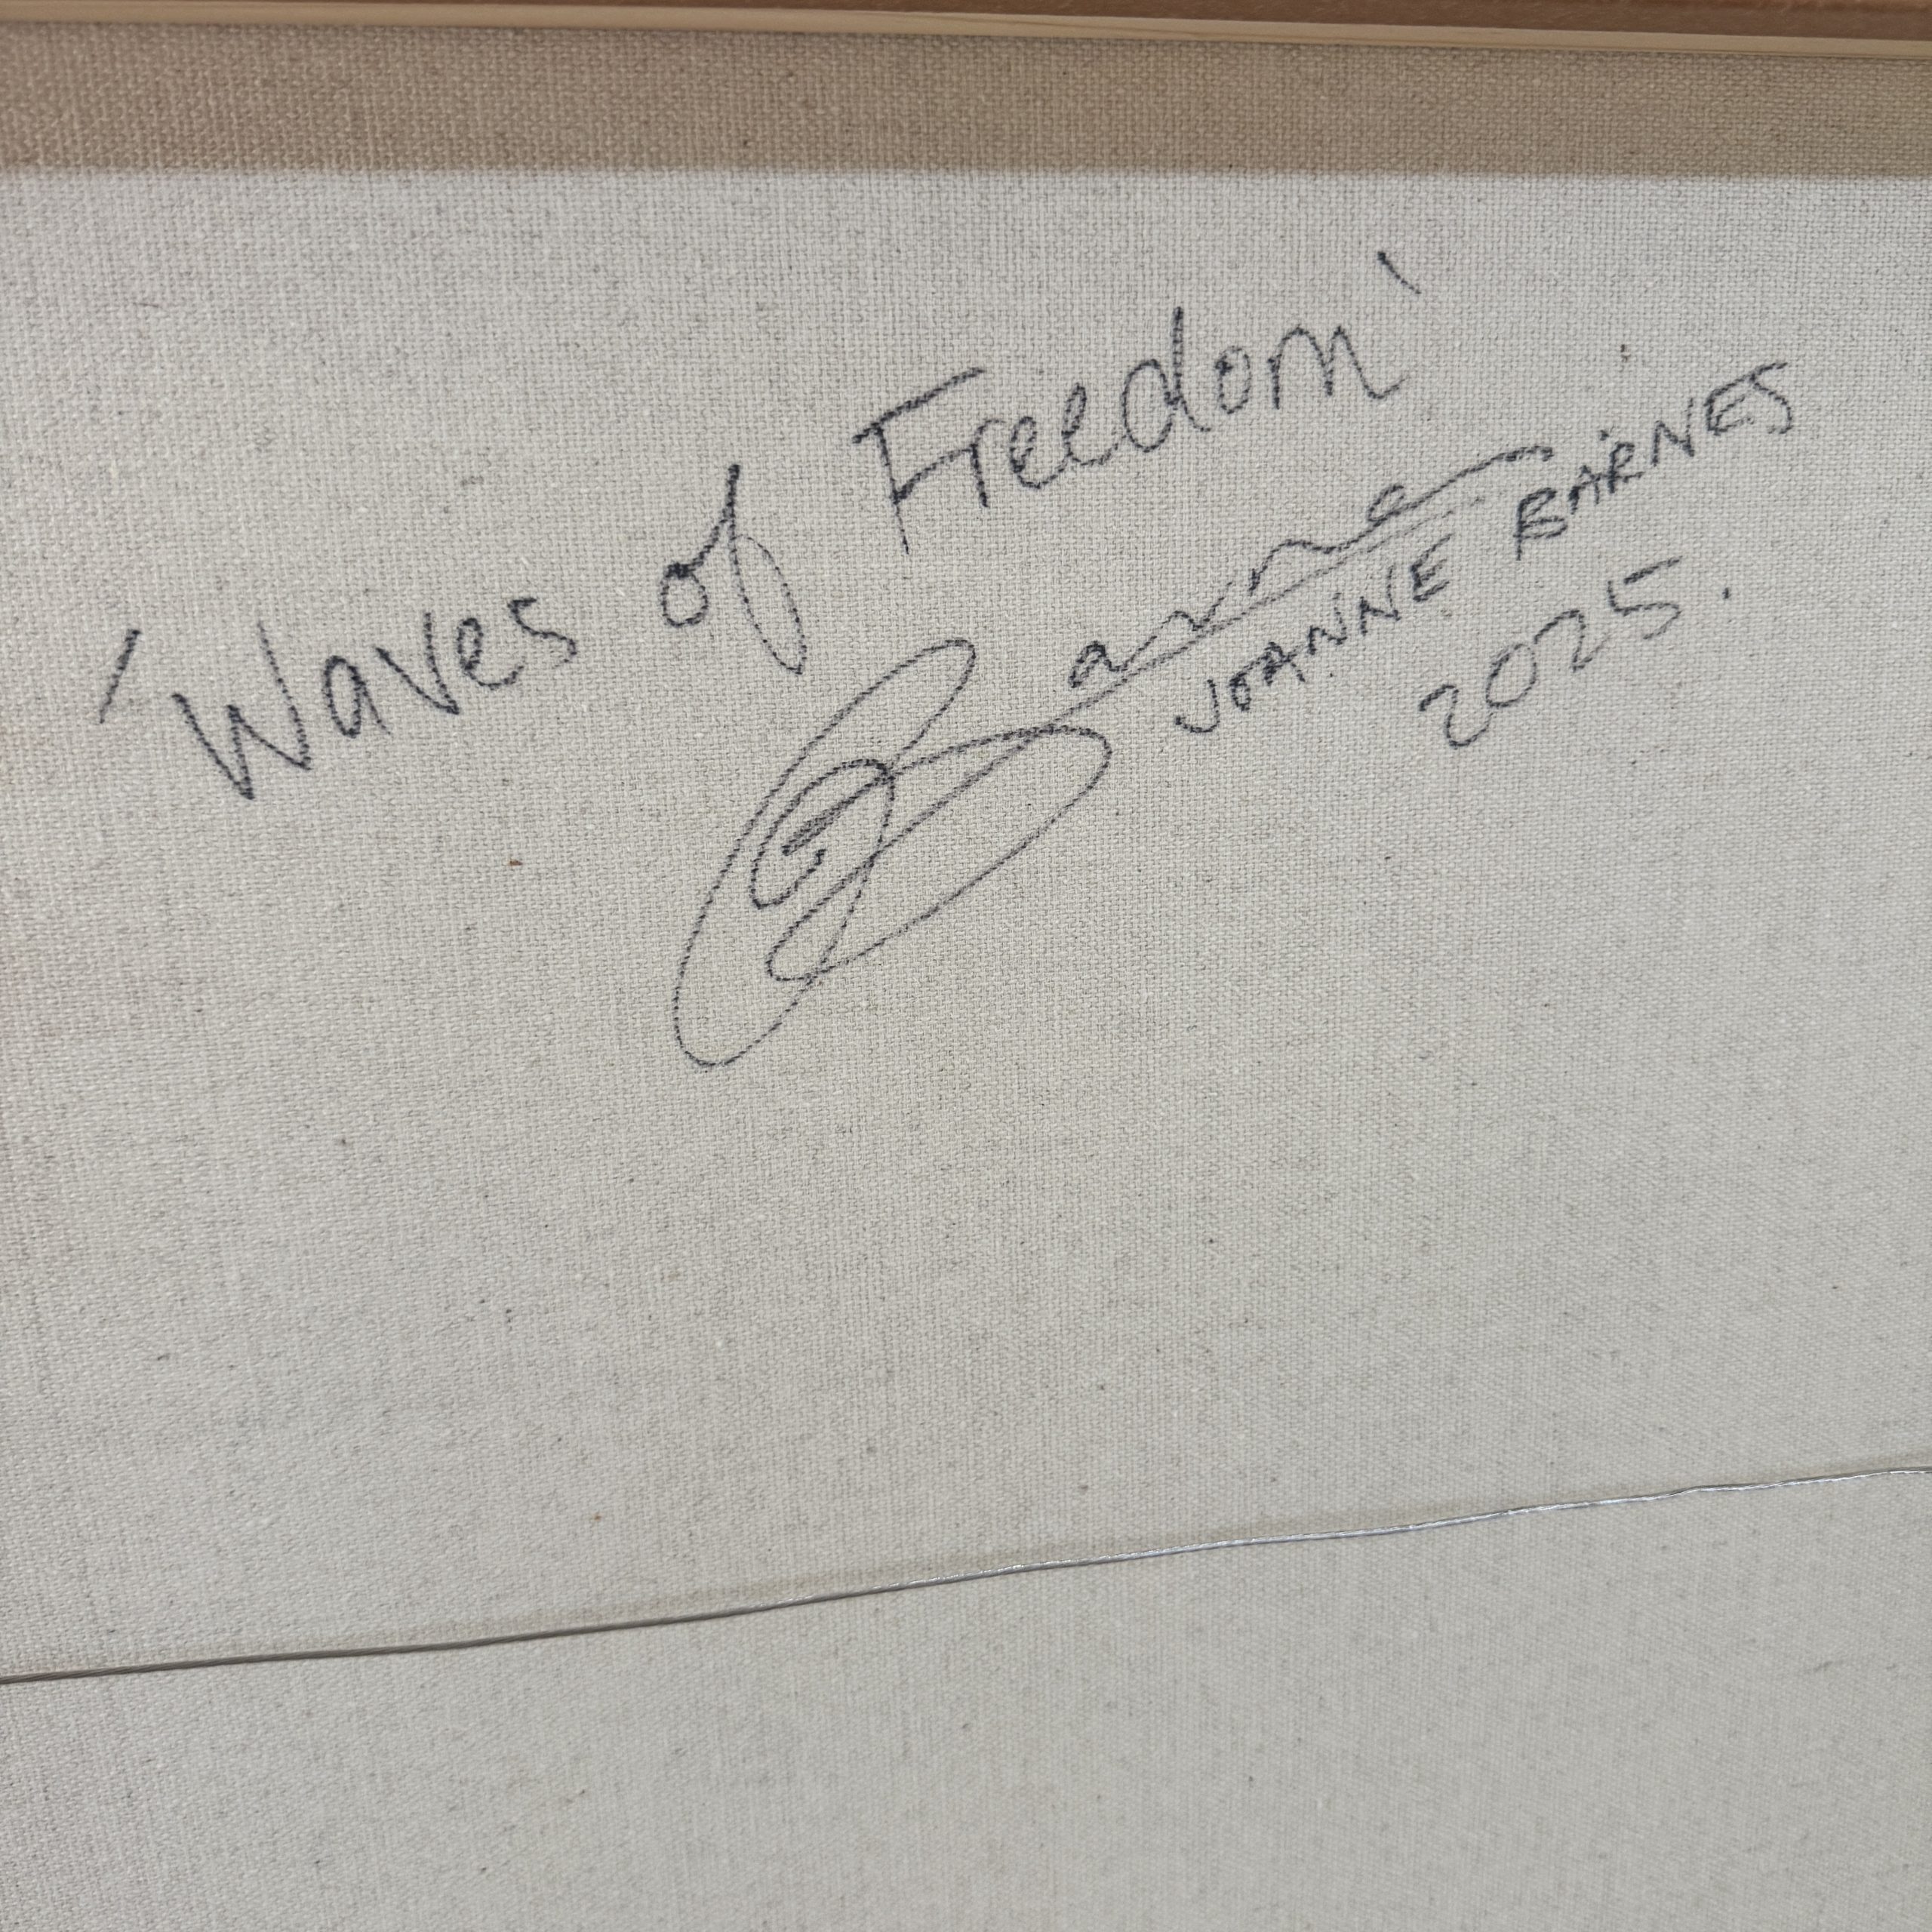 'Waves of Freedom'
JOANNE BARNES
2025.